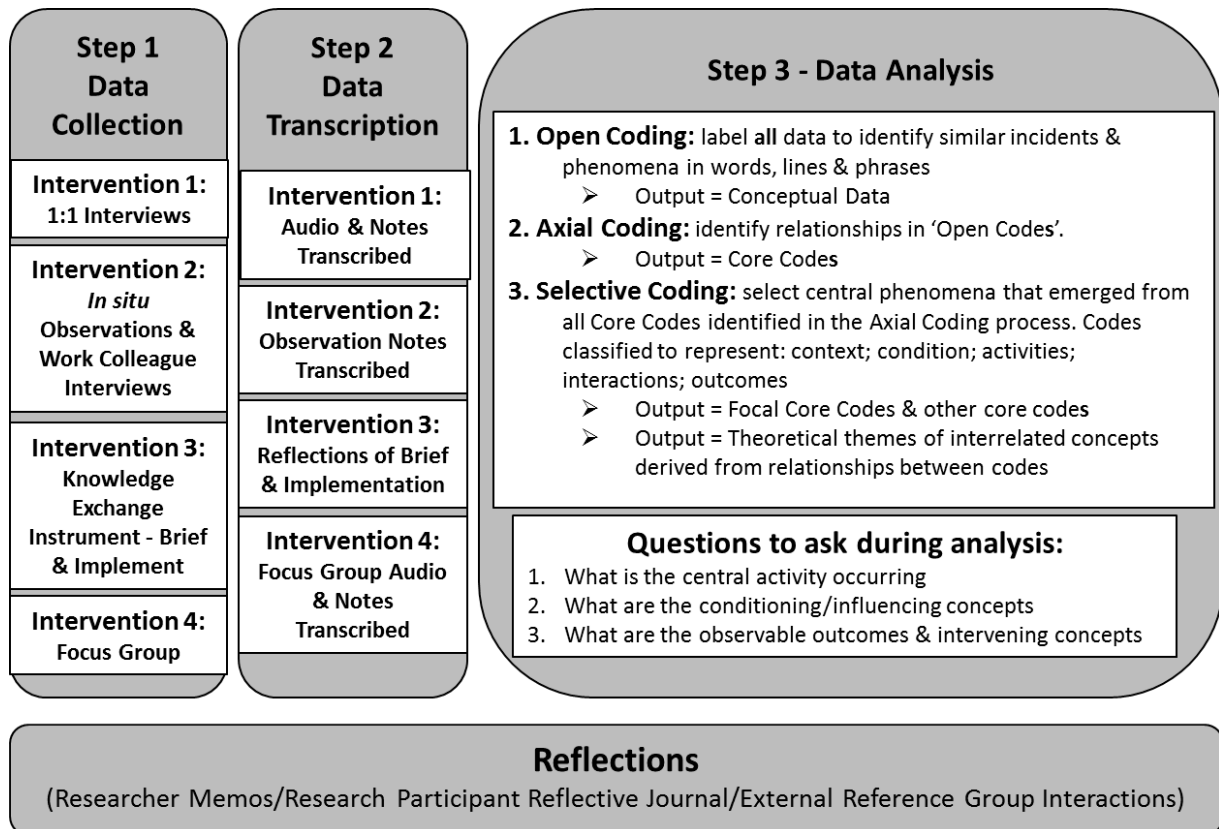 Step 1
Data
Collection
Intervention 1:
1:1 Interviews
Intervention 2:
In situ
Observations &
Work Colleague
Interviews
Intervention 3:
Knowledge
Exchange
Instrument - Brief
& Implement
Intervention 4:
Focus Group
Step 2
Data
Transcription
Intervention 1:
Audio & Notes
Transcribed
Intervention 2:
Observation Notes
Transcribed
Intervention 3:
Reflections of Brief
& Implementation
Intervention 4:
Focus Group Audio
& Notes
Transcribed
Step 3 - Data Analysis
1. Open Coding: label all data to identify similar incidents &
phenomena in words, lines & phrases
➢ Output = Conceptual Data
2. Axial Coding: identify relationships in ‘Open Codes’.
➢ Output = Core Codes
3. Selective Coding: select central phenomena that emerged from
all Core Codes identified in the Axial Coding process. Codes
classified to represent: context; condition; activities;
interactions; outcomes
➢ Output = Focal Core Codes & other core codes
➢ Output = Theoretical themes of interrelated concepts
derived from relationships between codes
Questions to ask during analysis:
1. What is the central activity occurring
2. What are the conditioning/influencing concepts
3. What are the observable outcomes & intervening concepts
Reflections
(Researcher Memos/Research Participant Reflective Journal/External Reference Group Interactions)